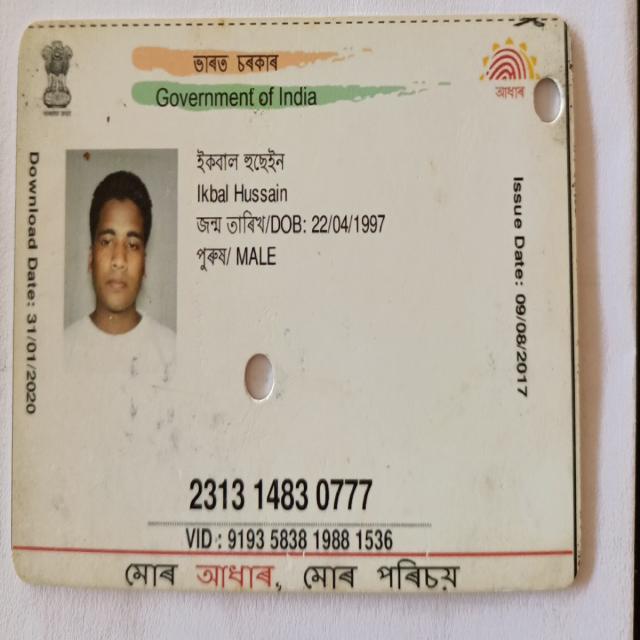 ভাৰত চৰকাৰ
Government of India
আধাৰ
ইকবাল হুছেইন
Ikbal Hussain
জন্ম তাৰিখ/DOB: 22/04/1997
পুৰুষ/ MALE
Download Date: 31/01/2020
Issue Date: 09/08/2017
2313 1483 0777
VID : 9193 5838 1988 1536
মোৰ আধাৰ, মোৰ পৰিচয়